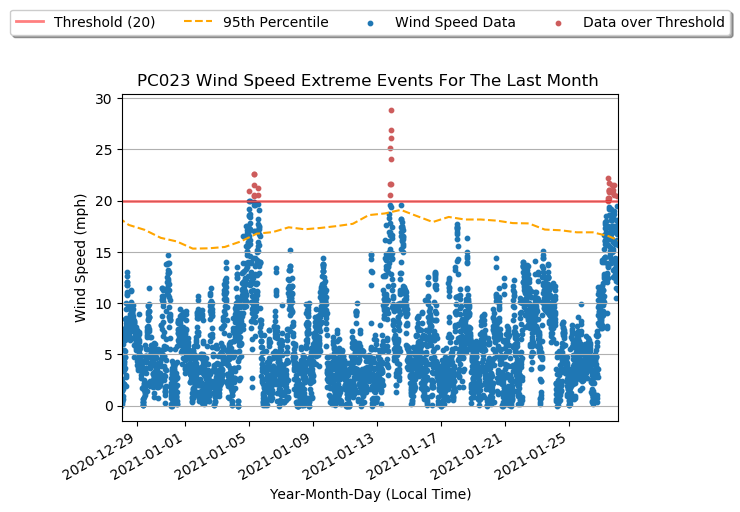 Threshold (20) 95th Percentile Wind Speed Data Data over Threshold
PC023 Wind Speed Extreme Events For The Last Month
Wind Speed (mph)
30
25
20
15
10
5
0
2020-12-29 2021-01-01 2021-01-05 2021-01-09 2021-01-13 2021-01-17 2021-01-21 2021-01-25
Year-Month-Day (Local Time)